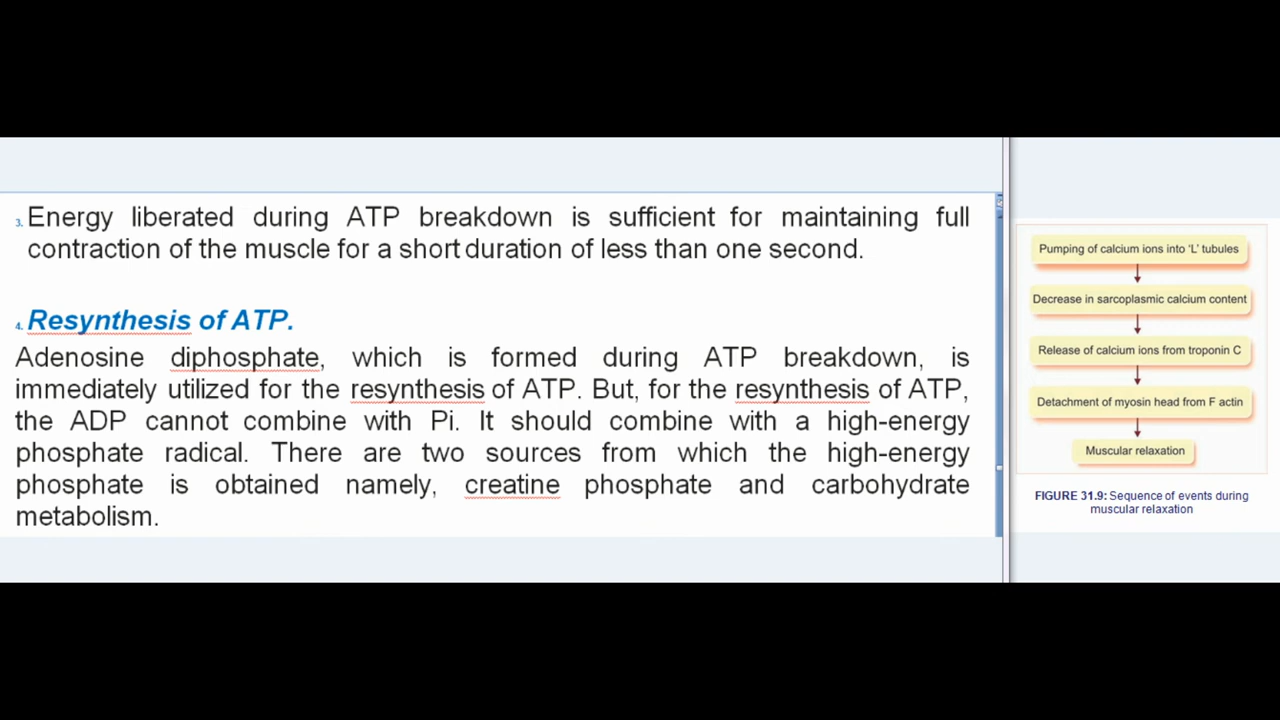 3. Energy liberated during ATP breakdown is sufficient for maintaining full
contraction of the muscle for a short duration of less than one second.
4. Resynthesis of ATP.
Adenosine diphosphate, which is formed during ATP breakdown, is
immediately utilized for the resynthesis of ATP. But, for the resynthesis of ATP,
the ADP cannot combine with Pi. It should combine with a high-energy
phosphate radical. There are two sources from which the high-energy
phosphate is obtained namely, creatine phosphate and carbohydrate
metabolism.
Pumping of calcium ions into ‘L’ tubules
Decrease in sarcoplasmic calcium content
Release of calcium ions from troponin C
Detachment of myosin head from F actin
Muscular relaxation
FIGURE 31.9: Sequence of events during
muscular relaxation